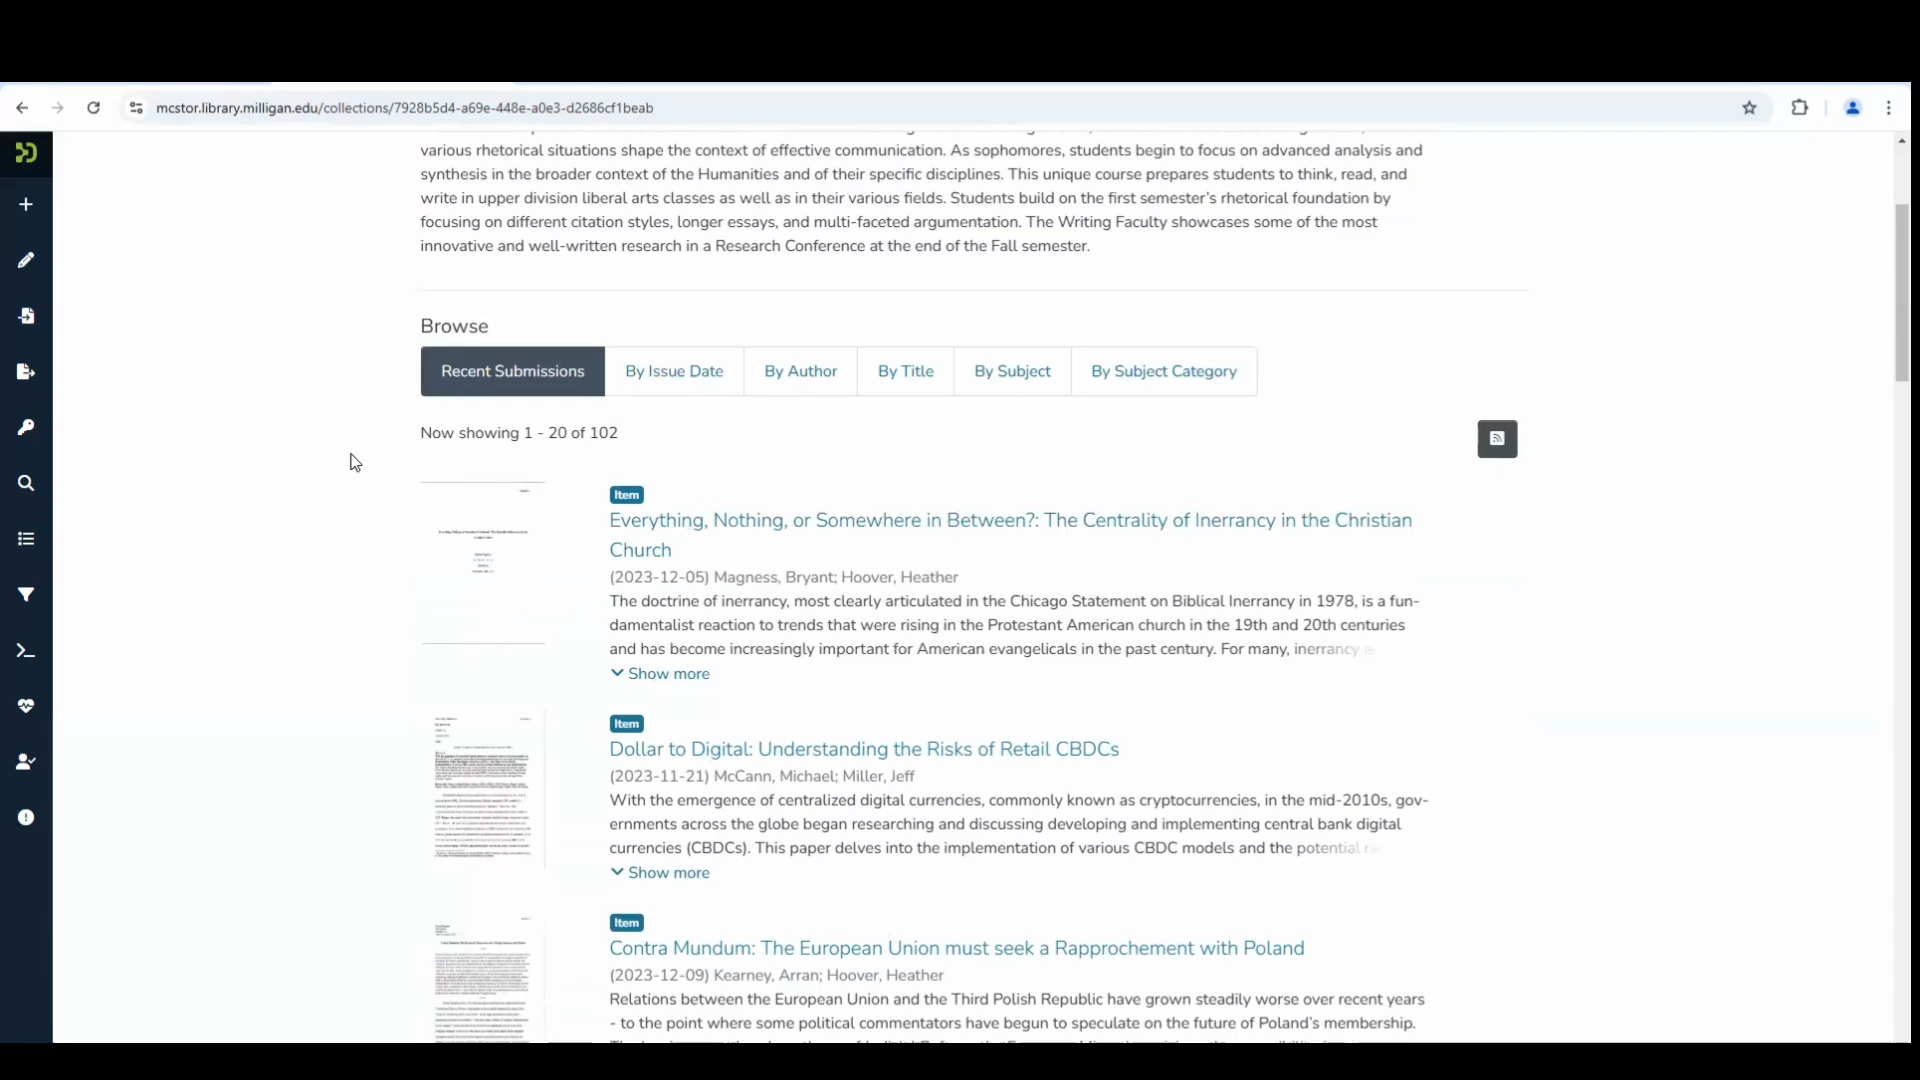 mcstor.library.milligan.edu/collections/7928b5d4-a69e-448e-a0e3-d2686cf1beab
various rhetorical situations shape the context of effective communication. As sophomores, students begin to focus on advanced analysis and
synthesis in the broader context of the Humanities and of their specific disciplines. This unique course prepares students to think, read, and
write in upper division liberal arts classes as well as in their various fields. Students build on the first semester’s rhetorical foundation by
focusing on different citation styles, longer essays, and multi-faceted argumentation. The Writing Faculty showcases some of the most
innovative and well-written research in a Research Conference at the end of the Fall semester.
Browse
Recent Submissions By Issue Date By Author By Title By Subject By Subject Category
Now showing 1 - 20 of 102
Item
Everything, Nothing, or Somewhere in Between?: The Centrality of Inerrancy in the Christian
Church
(2023-12-05) Magness, Bryant; Hoover, Heather
The doctrine of inerrancy, most clearly articulated in the Chicago Statement on Biblical Inerrancy in 1978, is a fun-
damentalist reaction to trends that were rising in the Protestant American church in the 19th and 20th centuries
and has become increasingly important for American evangelicals in the past century. For many, inerrancy is
Show more
Item
Dollar to Digital: Understanding the Risks of Retail CBDCs
(2023-11-21) McCann, Michael; Miller, Jeff
With the emergence of centralized digital currencies, commonly known as cryptocurrencies, in the mid-2010s, gov-
ernments across the globe began researching and discussing developing and implementing central bank digital
currencies (CBDCs). This paper delves into the implementation of various CBDC models and the potential
Show more
Item
Contra Mundum: The European Union must seek a Rapprochement with Poland
(2023-12-09) Kearney, Arran; Hoover, Heather
Relations between the European Union and the Third Polish Republic have grown steadily worse over recent years
- to the point where some political commentators have begun to speculate on the future of Poland’s membership.